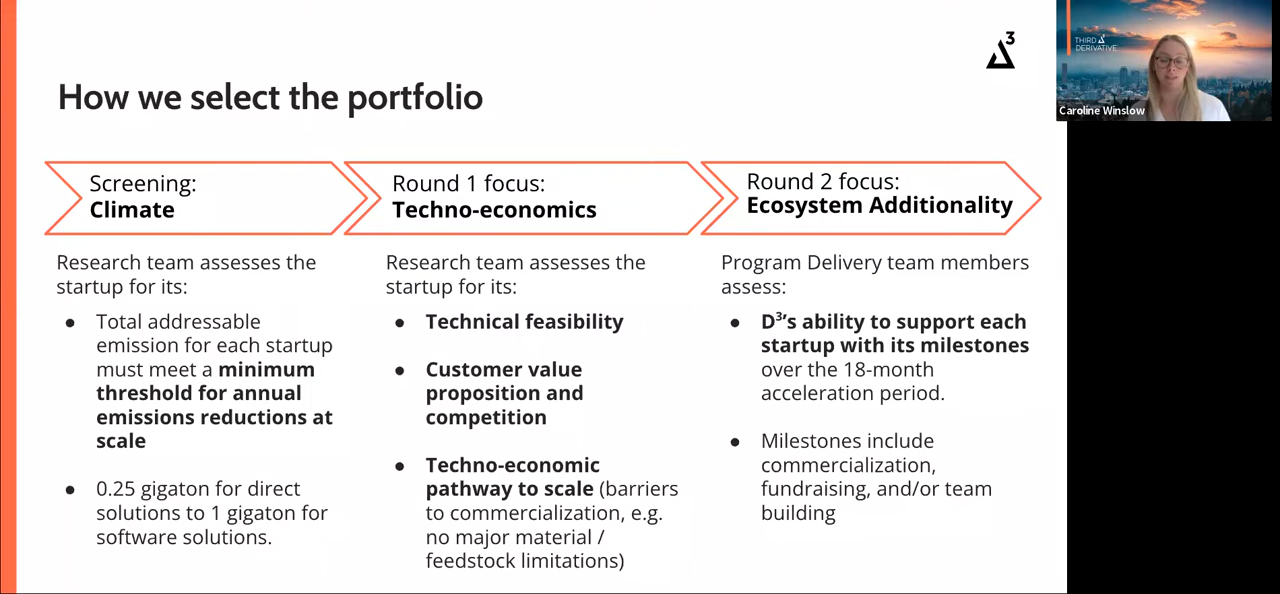 3
How we select the portfolio
THIRD
DERIVATIVE
Caroline Winslow
Screening:
Climate
Round 1 focus:
Techno-economics
Round 2 focus:
Ecosystem Additionality
Research team assesses the
startup for its:
● Total addressable
emission for each startup
must meet a minimum
threshold for annual
emissions reductions at
scale
● 0.25 gigaton for direct
solutions to 1 gigaton for
software solutions.
Research team assesses the
startup for its:
● Technical feasibility
● Customer value
proposition and
competition
● Techno-economic
pathway to scale (barriers
to commercialization, e.g.
no major material /
feedstock limitations)
Program Delivery team members
assess:
● D³'s ability to support each
startup with its milestones
over the 18-month
acceleration period.
● Milestones include
commercialization,
fundraising, and/or team
building